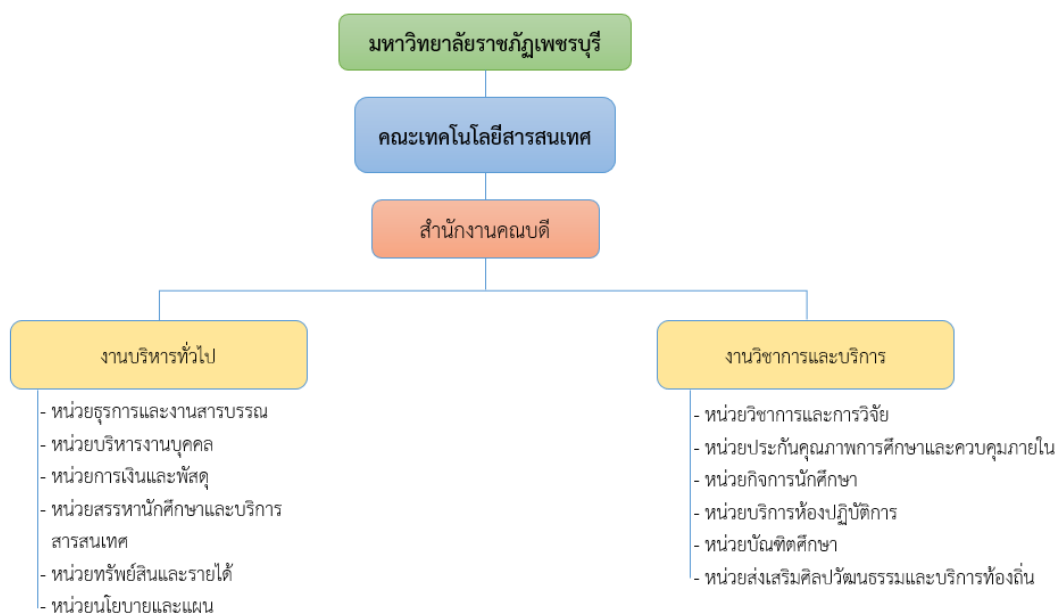 มหาวิทยาลัยราชภัฏเพชรบุรี
คณะเทคโนโลยีสารสนเทศ
สำนักงานคณบดี
งานบริหารทั่วไป
- หน่วยธุรการและงานสารบรรณ
- หน่วยบริหารงานบุคคล
- หน่วยการเงินและพัสดุ
- หน่วยสรรหานักศึกษาและบริการ
สารสนเทศ
- หน่วยทรัพย์สินและรายได้
- หน่วยนโยบายและแผน
งานวิชาการและบริการ
- หน่วยวิชาการและการวิจัย
- หน่วยประกันคุณภาพการศึกษาและควบคุมภายใน
- หน่วยกิจการนักศึกษา
- หน่วยบริการห้องปฏิบัติการ
- หน่วยบัณฑิตศึกษา
- หน่วยส่งเสริมศิลปวัฒนธรรมและบริการท้องถิ่น